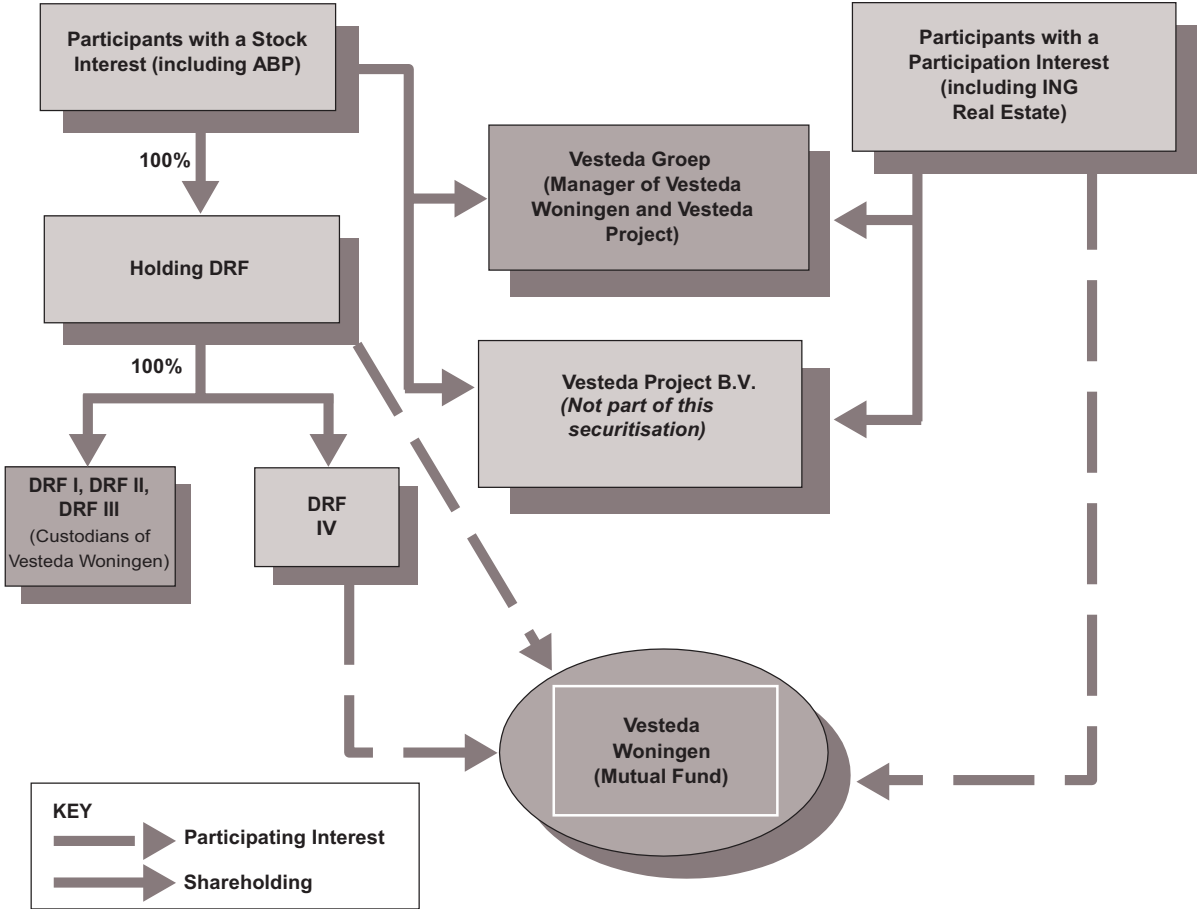 Participants with a Stock
Interest (including ABP)
Participants with a
Participation Interest
(including ING
Real Estate)
100%
Vesteda Groep
(Manager of Vesteda
Woningen and Vesteda
Project)
Holding DRF
100%
Vesteda Project B.V.
(Not part of this
securitisation)
DRF I, DRF II,
DRF III
(Custodians of
Vesteda Woningen)
DRF
IV
Vesteda
Woningen
(Mutual Fund)
KEY
Participating Interest
Shareholding